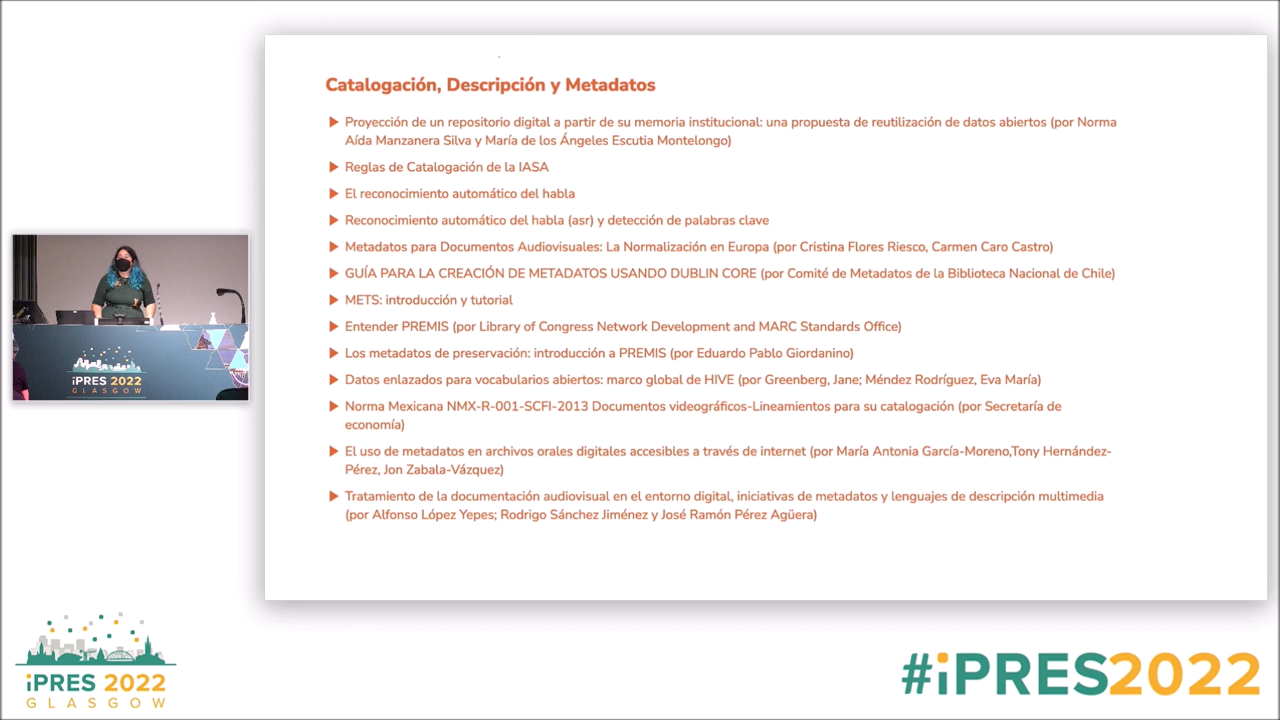 Catalogación, Descripción y Metadatos
Proyección de un repositorio digital a partir de su memoria institucional: una propuesta de reutilización de datos abiertos (por Norma
Aída Manzanera Silva y María de los Ángeles Escutia Montelongo)
Reglas de Catalogación de la IASA
El reconocimiento automático del habla
Reconocimiento automático del habla (asr) y detección de palabras clave
Metadatos para Documentos Audiovisuales: La Normalización en Europa (por Cristina Flores Riesco, Carmen Caro Castro)
GUÍA PARA LA CREACIÓN DE METADATOS USANDO DUBLIN CORE (por Comité de Metadatos de la Biblioteca Nacional de Chile)
METS: introducción y tutorial
Entender PREMIS (por Library of Congress Network Development and MARC Standards Office)
Los metadatos de preservación: introducción a PREMIS (por Eduardo Pablo Giordanino)
Datos enlazados para vocabularios abiertos: marco global de HIVE (por Greenberg, Jane; Méndez Rodríguez, Eva María)
Norma Mexicana NMX-R-001-SCFI-2013 Documentos videográficos-Lineamientos para su catalogación (por Secretaría de
economía)
El uso de metadatos en archivos orales digitales accesibles a través de internet (por María Antonia García-Moreno,Tony Hernández-
Pérez, Jon Zabala-Vázquez)
Tratamiento de la documentación audiovisual en el entorno digital, iniciativas de metadatos y lenguajes de descripción multimedia
(por Alfonso López Yepes; Rodrigo Sánchez Jiménez y José Ramón Pérez Agüera)
iPRES 2022
GLASGOW
iPRES 2022
GLASGOW
#iPRES2022